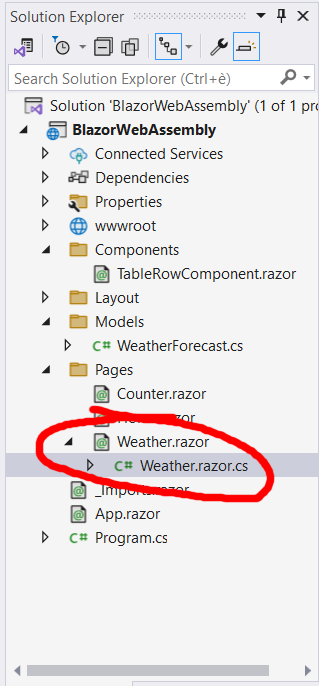 Solution Explorer
Search Solution Explorer (Ctrl+è)
Solution 'BlazorWebAssembly' (1 of 1 pro
BlazorWebAssembly
Connected Services
Dependencies
Properties
wwwroot
Components
TableRowComponent.razor
Layout
Models
C# WeatherForecast.cs
Pages
Counter.razor
Weather.razor
C# Weather.razor.cs
_Imports.razor
App.razor
C# Program.cs